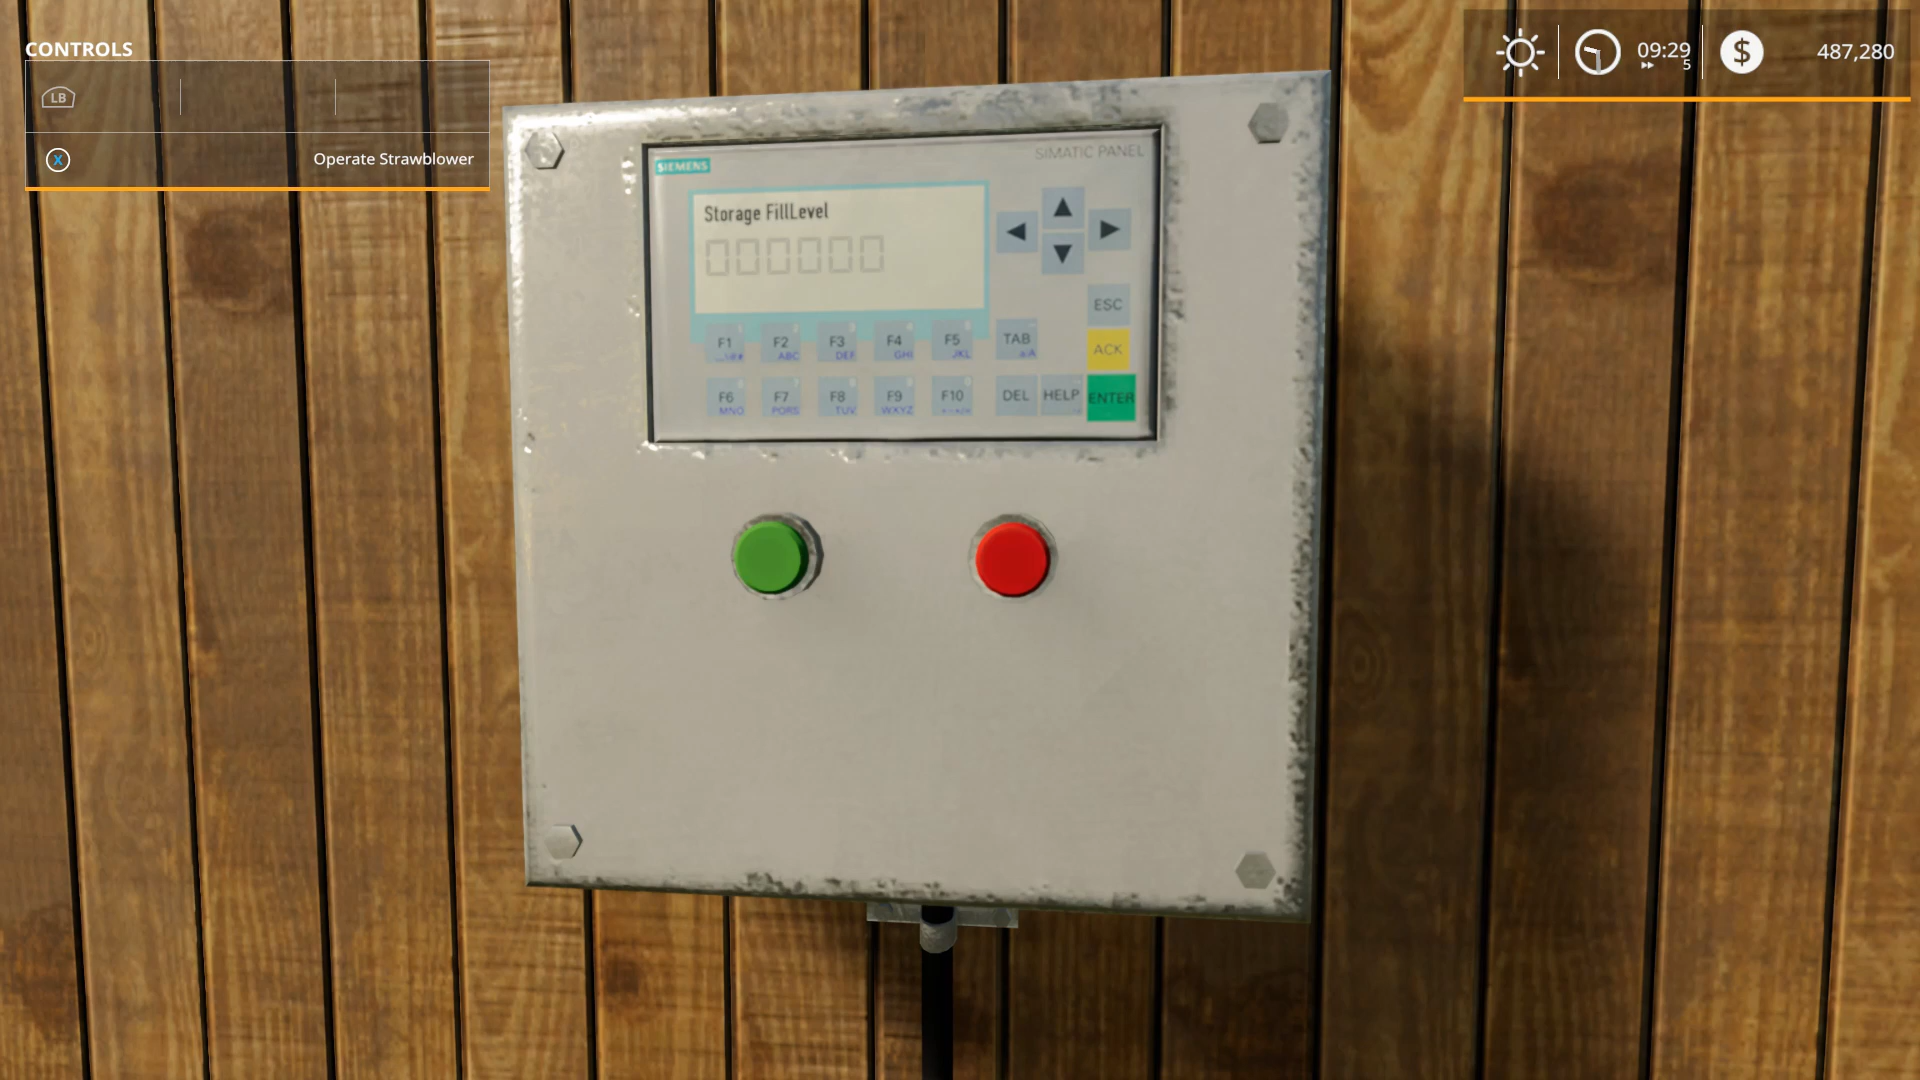 CONTROLS
LB
X
Operate Strawblower
09:29
5
$
487,280
SIEMENS
SIMATIC PANEL
Storage FillLevel
000000
ESC
F1
F2
ABC
F3
DEF
F4
GHI
F5
JKL
TAB
a-A
ACK
F6
MNO
F7
PQRS
F8
TUV
F9
WXYZ
F10
DEL
HELP
ENTER